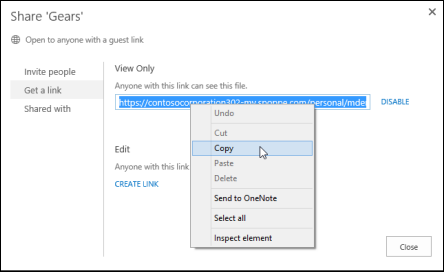 Share 'Gears'
Open to anyone with a guest link
Invite people
Get a link
Shared with
View Only
Anyone with this link can see this file.
https://contosocorporation302-my.spoppe.com/personal/mde
DISABLE
Undo
Cut
Copy
Paste
Delete
Send to OneNote
Select all
Inspect element
Edit
Anyone with this link
CREATE LINK
Close